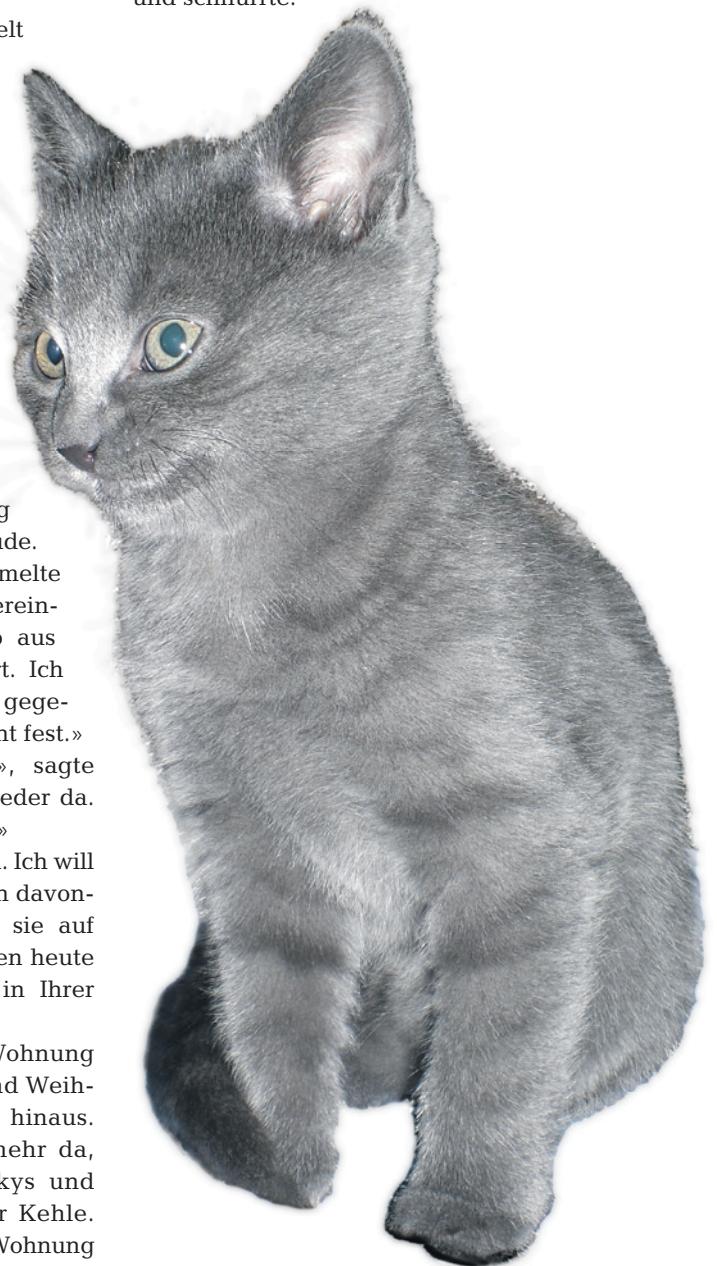 und schnurrte.
elt
g
ude.
melte
erein-
o aus
rt. Ich
gege-
nt fest.»
», sagte
eder da.
»
. Ich will
n davon-
sie auf
en heute
in Ihrer
Wohnung
nd Weih-
hinaus.
mehr da,
kys und
r Kehle.
Wohnung